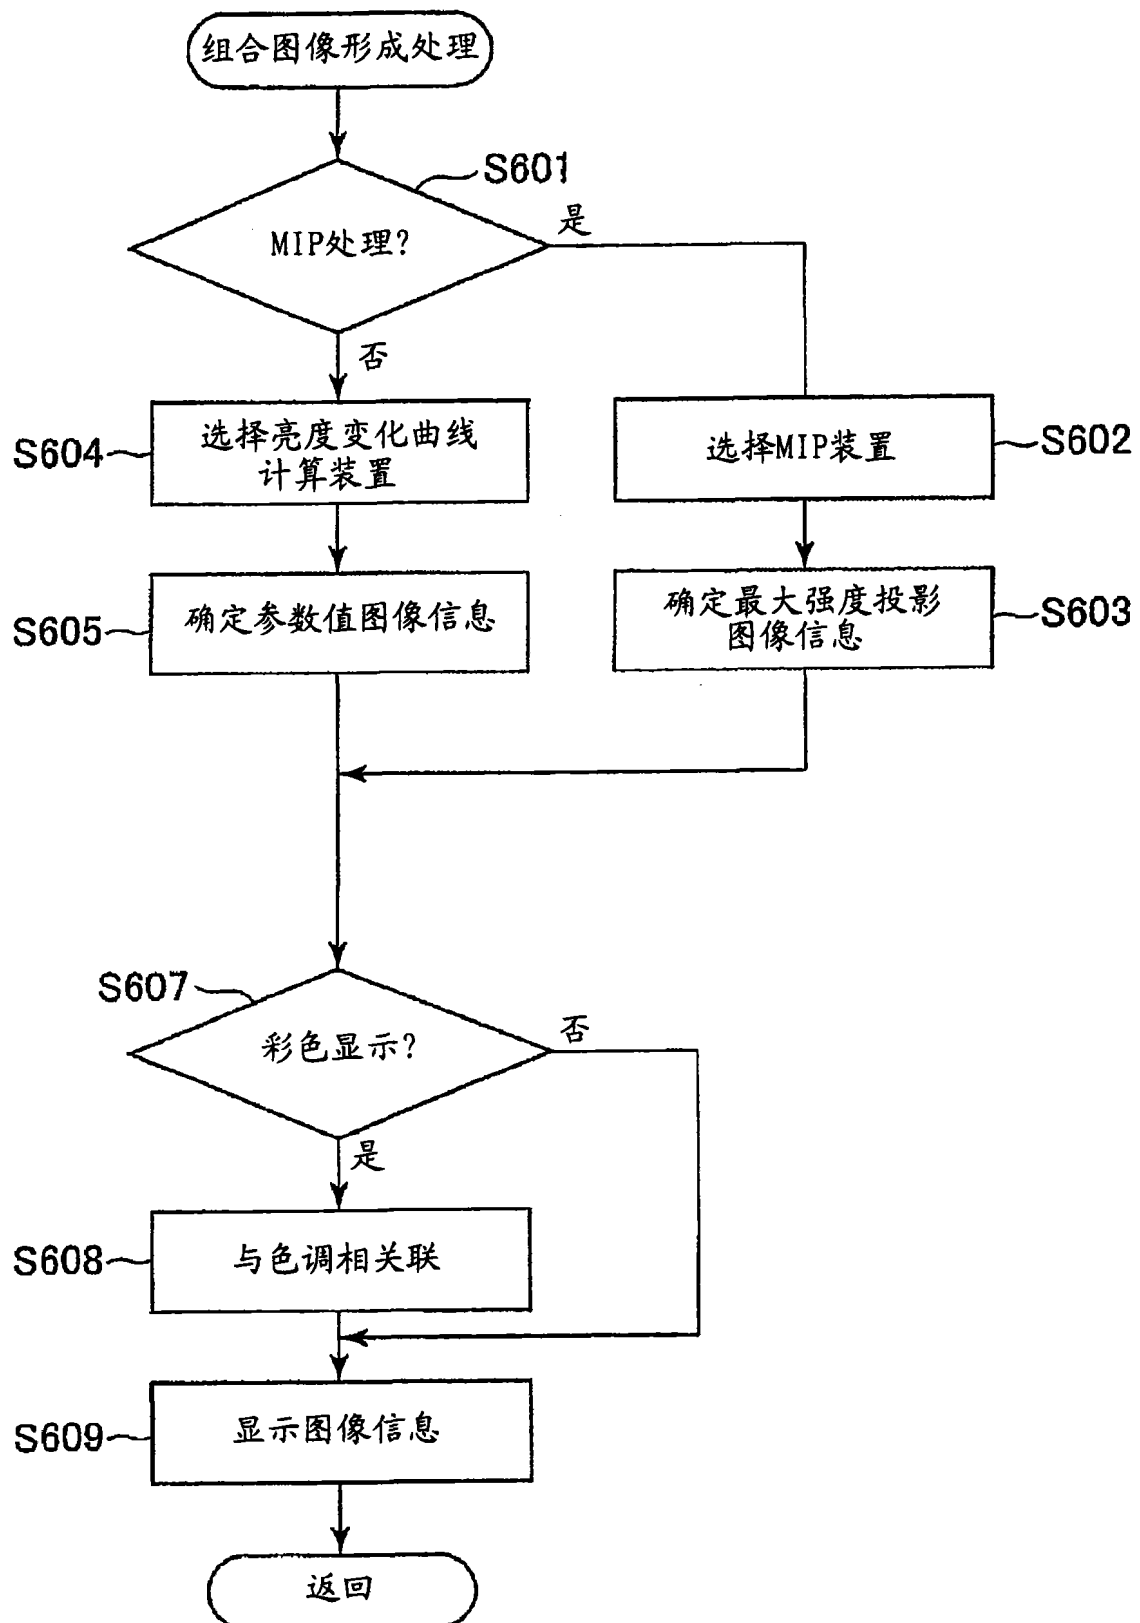 组合图像形成处理
S601
MIP处理?
是
否
S604
选择亮度变化曲线
计算装置
选择MIP装置
S602
S605
确定参数值图像信息
确定最大强度投影
图像信息
S603
S607
彩色显示?
否
是
S608
与色调相关联
S609
显示图像信息
返回